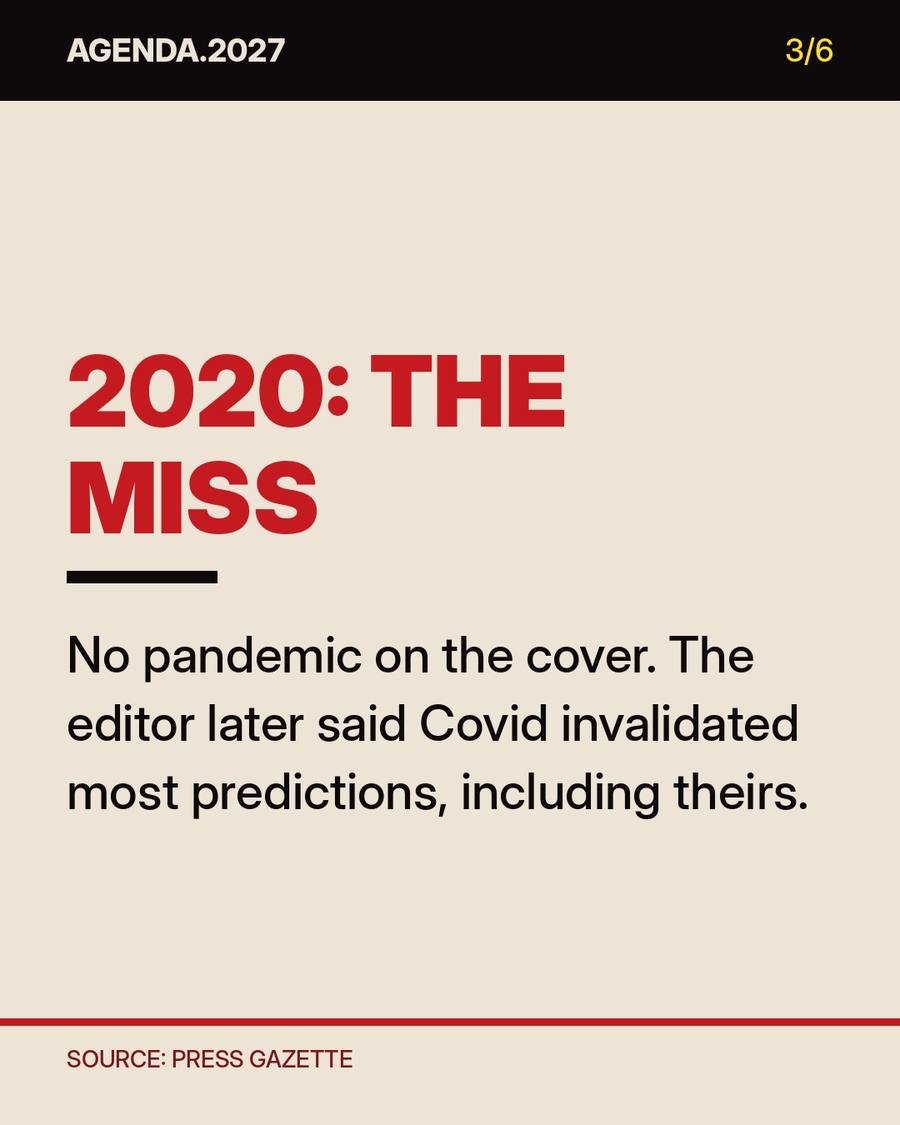 AGENDA.2027
3/6
2020: THE
MISS
No pandemic on the cover. The
editor later said Covid invalidated
most predictions, including theirs.
SOURCE: PRESS GAZETTE